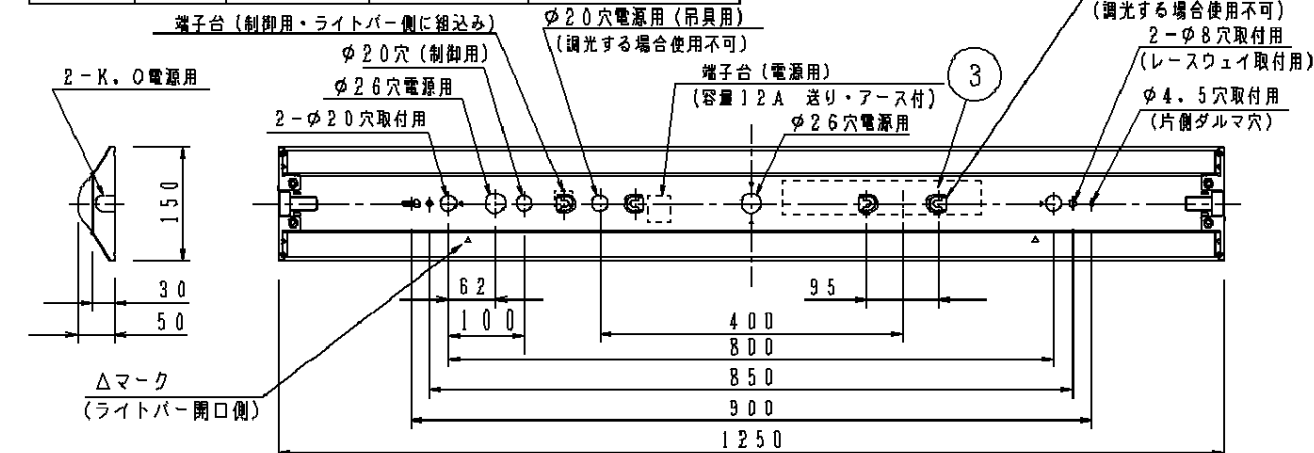 (調光する場合使用不可)
端子台(制御用・ライトバー側に組込み)
φ20穴電源用(吊具用)
(調光する場合使用不可)
2-φ8穴取付用
(レースウェイ取付用)
φ20穴(制御用)
端子台(電源用)
(容量12A 送り・アース付)
3
2-K.O電源用
φ26穴電源用
φ4.5穴取付用
(片側ダルマ穴)
2-φ20穴取付用
φ26穴電源用
150
30
50
62
95
100
400
800
850
900
1250
△マーク
(ライトバー開口側)